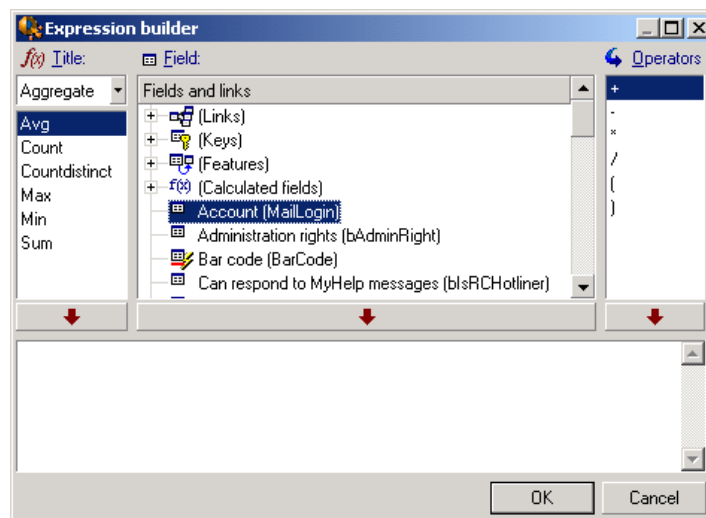 Expression builder
f(x) Title:
Field:
Operators
Aggregate
Avg
Count
Countdistinct
Max
Min
Sum
Fields and links
(Links)
(Keys)
(Features)
f(x) (Calculated fields)
Account (MailLogin)
Administration rights (bAdminRight)
Bar code (BarCode)
Can respond to MyHelp messages (bIsRCHotliner)
+
-
*
/
(
)
OK
Cancel